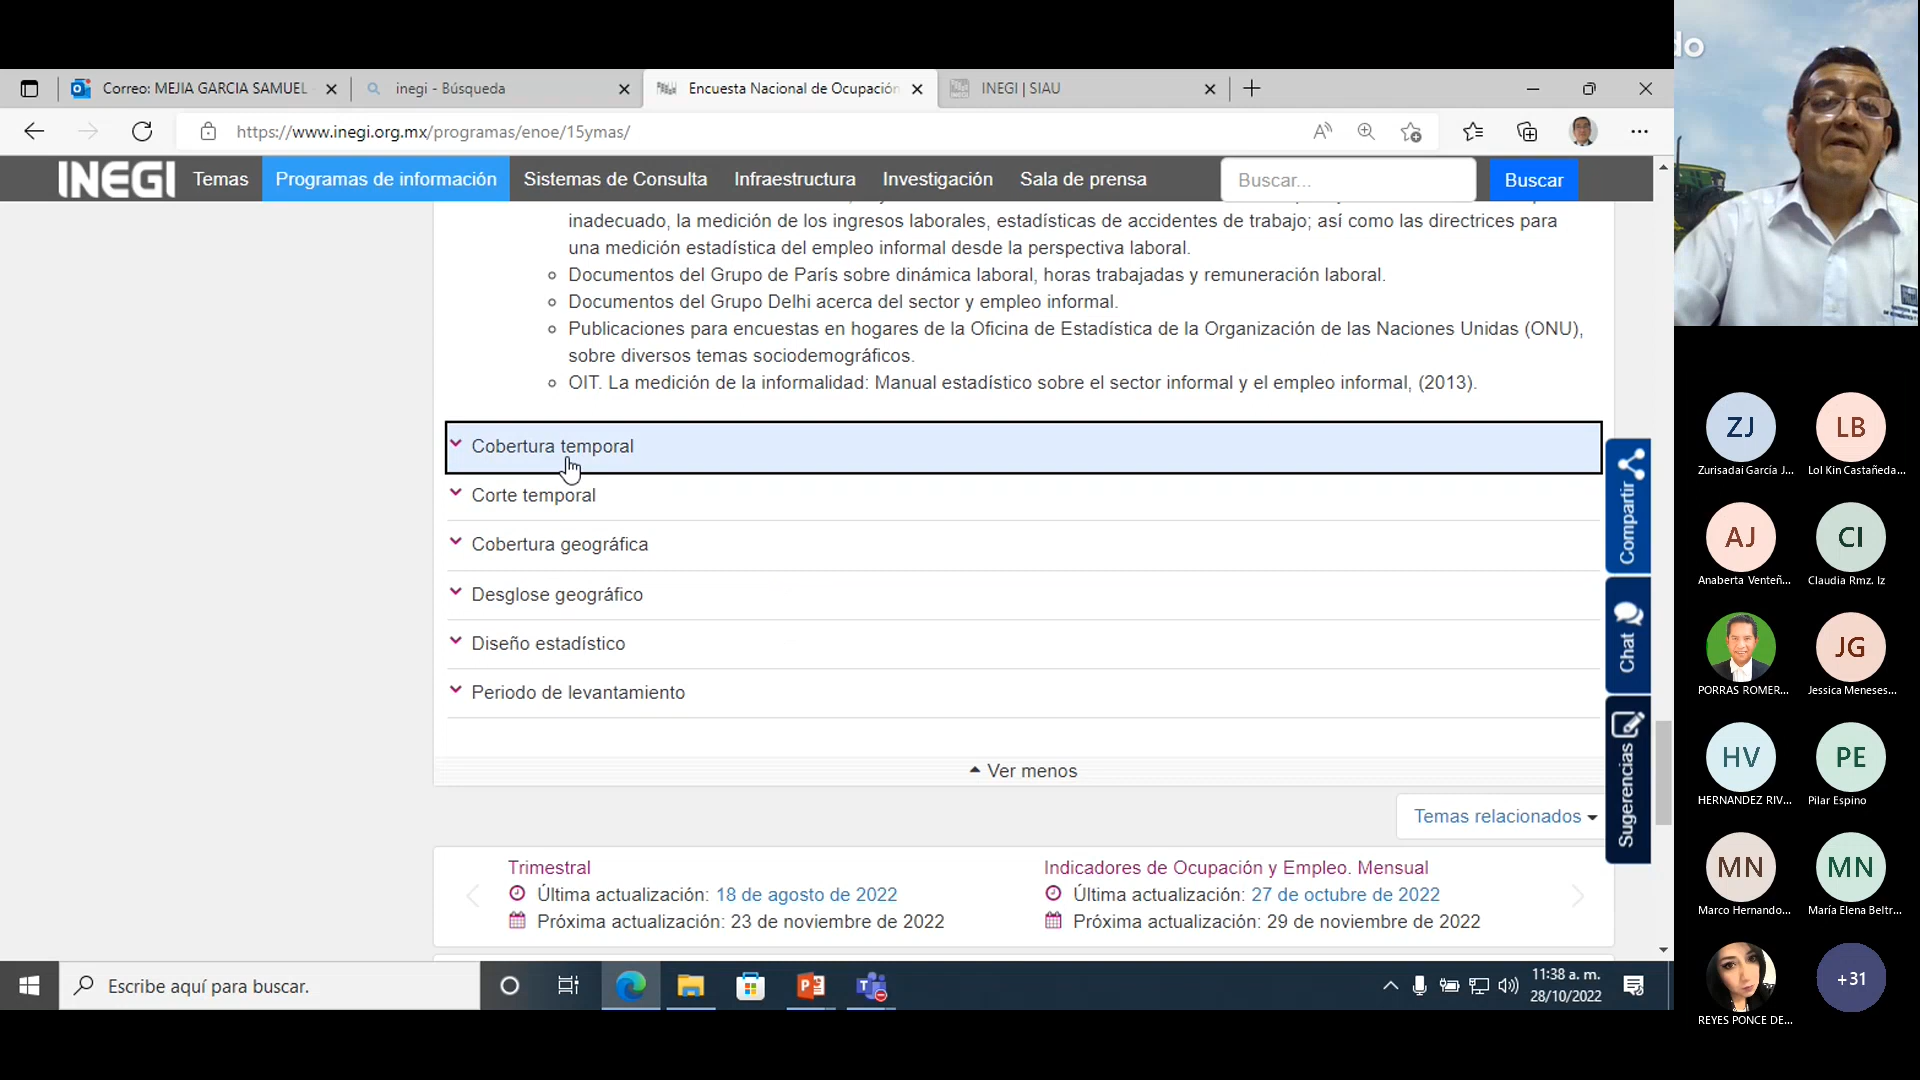 do
Correo: MEJIA GARCIA SAMUEL
inegi - Búsqueda
Encuesta Nacional de Ocupación
INEGI | SIAU
https://www.inegi.org.mx/programas/enoe/15ymas/
INEGI
Temas
Programas de información
Sistemas de Consulta
Infraestructura
Investigación
Sala de prensa
Buscar...
Buscar
inadecuado, la medición de los ingresos laborales, estadísticas de accidentes de trabajo; así como las directrices para
una medición estadística del empleo informal desde la perspectiva laboral.
Documentos del Grupo de París sobre dinámica laboral, horas trabajadas y remuneración laboral.
Documentos del Grupo Delhi acerca del sector y empleo informal.
Publicaciones para encuestas en hogares de la Oficina de Estadística de la Organización de las Naciones Unidas (ONU),
sobre diversos temas sociodemográficos.
OIT. La medición de la informalidad: Manual estadístico sobre el sector informal y el empleo informal, (2013).
Cobertura temporal
Corte temporal
Cobertura geográfica
Desglose geográfico
Diseño estadístico
Periodo de levantamiento
Ver menos
Temas relacionados
Trimestral
Última actualización: 18 de agosto de 2022
Próxima actualización: 23 de noviembre de 2022
Indicadores de Ocupación y Empleo. Mensual
Última actualización: 27 de octubre de 2022
Próxima actualización: 29 de noviembre de 2022
Compartir
Chat
Sugerencias
Escribe aquí para buscar.
11:38 a. m.
28/10/2022
ZJ
Zurisadai García J...
LB
Lol Kin Castañeda...
AJ
Anaberta Venteñ...
CI
Claudia Rmz. Iz
PORRAS ROMER...
JG
Jessica Meneses...
HV
HERNANDEZ RIV...
PE
Pilar Espino
MN
Marco Hernando...
MN
María Elena Beltr...
REYES PONCE DE...
+31